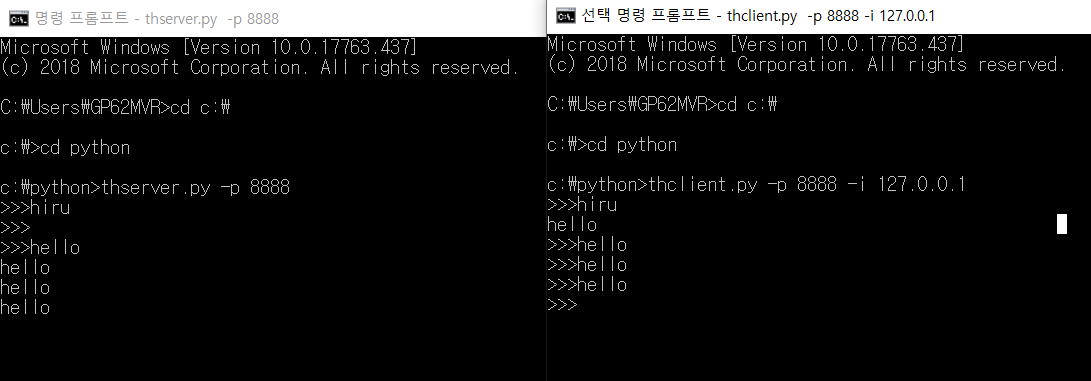 명령 프롬프트 - thserver.py -p 8888
Microsoft Windows [Version 10.0.17763.437]
(c) 2018 Microsoft Corporation. All rights reserved.
C:₩Users₩GP62MVR>cd c:₩
c:₩>cd python
c:₩python>thserver.py -p 8888
>>>hiru
>>>
>>>hello
hello
hello
hello
선택 명령 프롬프트 - thclient.py -p 8888 -i 127.0.0.1
Microsoft Windows [Version 10.0.17763.437]
(c) 2018 Microsoft Corporation. All rights reserved.
C:₩Users₩GP62MVR>cd c:₩
c:₩>cd python
c:₩python>thclient.py -p 8888 -i 127.0.0.1
>>>hiru
hello
>>>hello
>>>hello
>>>hello
>>>